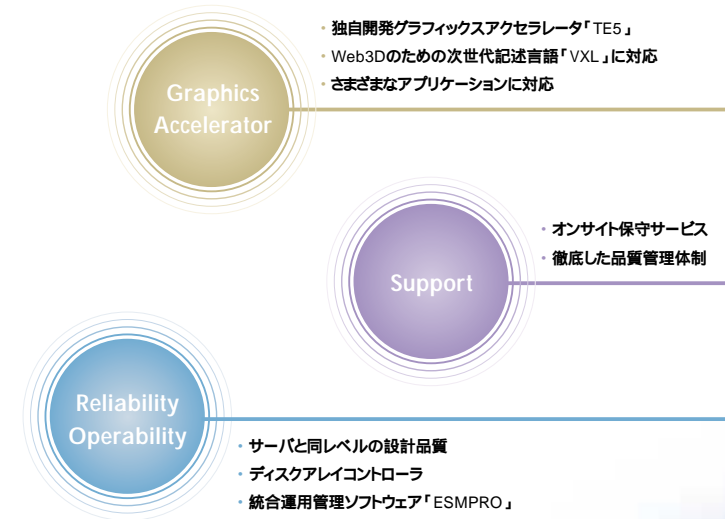 ・独自開発グラフィックスアクセラレータ「TE5」
・Web3Dのための次世代記述言語「VXL」に対応
・さまざまなアプリケーションに対応
Graphics
Accelerator
・オンサイト保守サービス
・徹底した品質管理体制
Support
Reliability
Operability
・サーバと同レベルの設計品質
・ディスクアレイコントローラ
・統合運用管理ソフトウェア「ESMPRO」